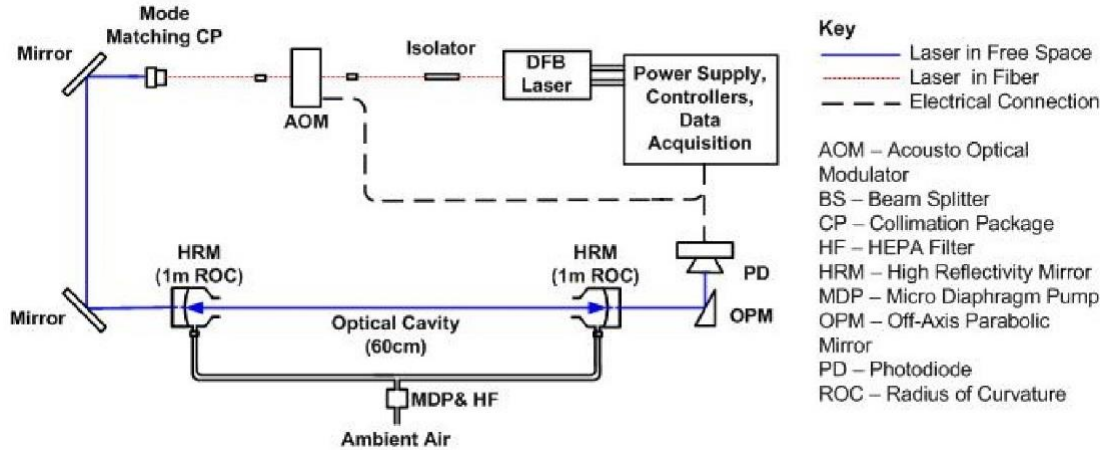 Mode
Matching CP
Mirror
Isolator
DFB
Laser
Power Supply,
Controllers,
Data
Acquisition
AOM
HRM
(1m ROC)
HRM
(1m ROC)
PD
Mirror
Optical Cavity
(60cm)
OPM
MDP& HF
Ambient Air
Key
Laser in Free Space
Laser in Fiber
Electrical Connection
AOM – Acousto Optical
Modulator
BS – Beam Splitter
CP – Collimation Package
HF – HEPA Filter
HRM – High Reflectivity Mirror
MDP – Micro Diaphragm Pump
OPM – Off-Axis Parabolic
Mirror
PD – Photodiode
ROC – Radius of Curvature